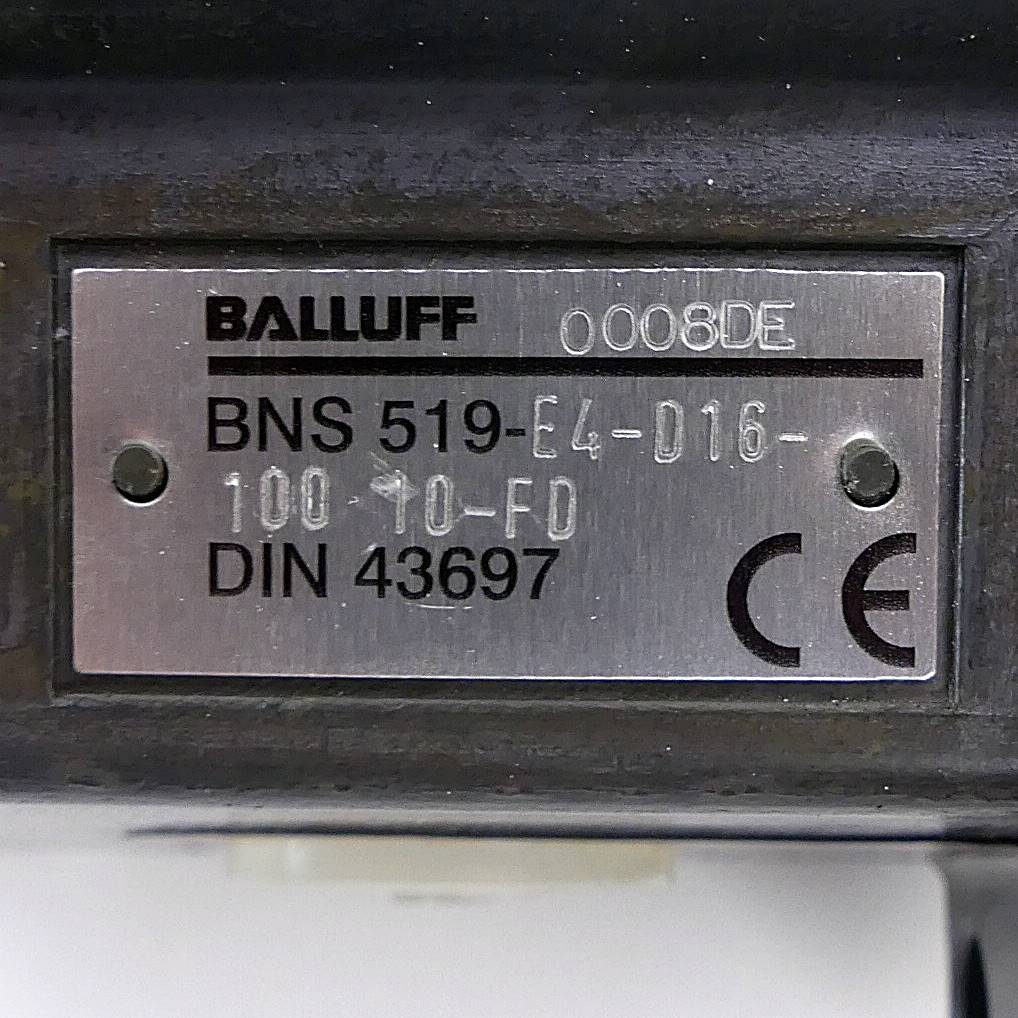 BALLUFF 0008DE
BNS 519-E4-D16-
100-10-FD
DIN 43697
CE